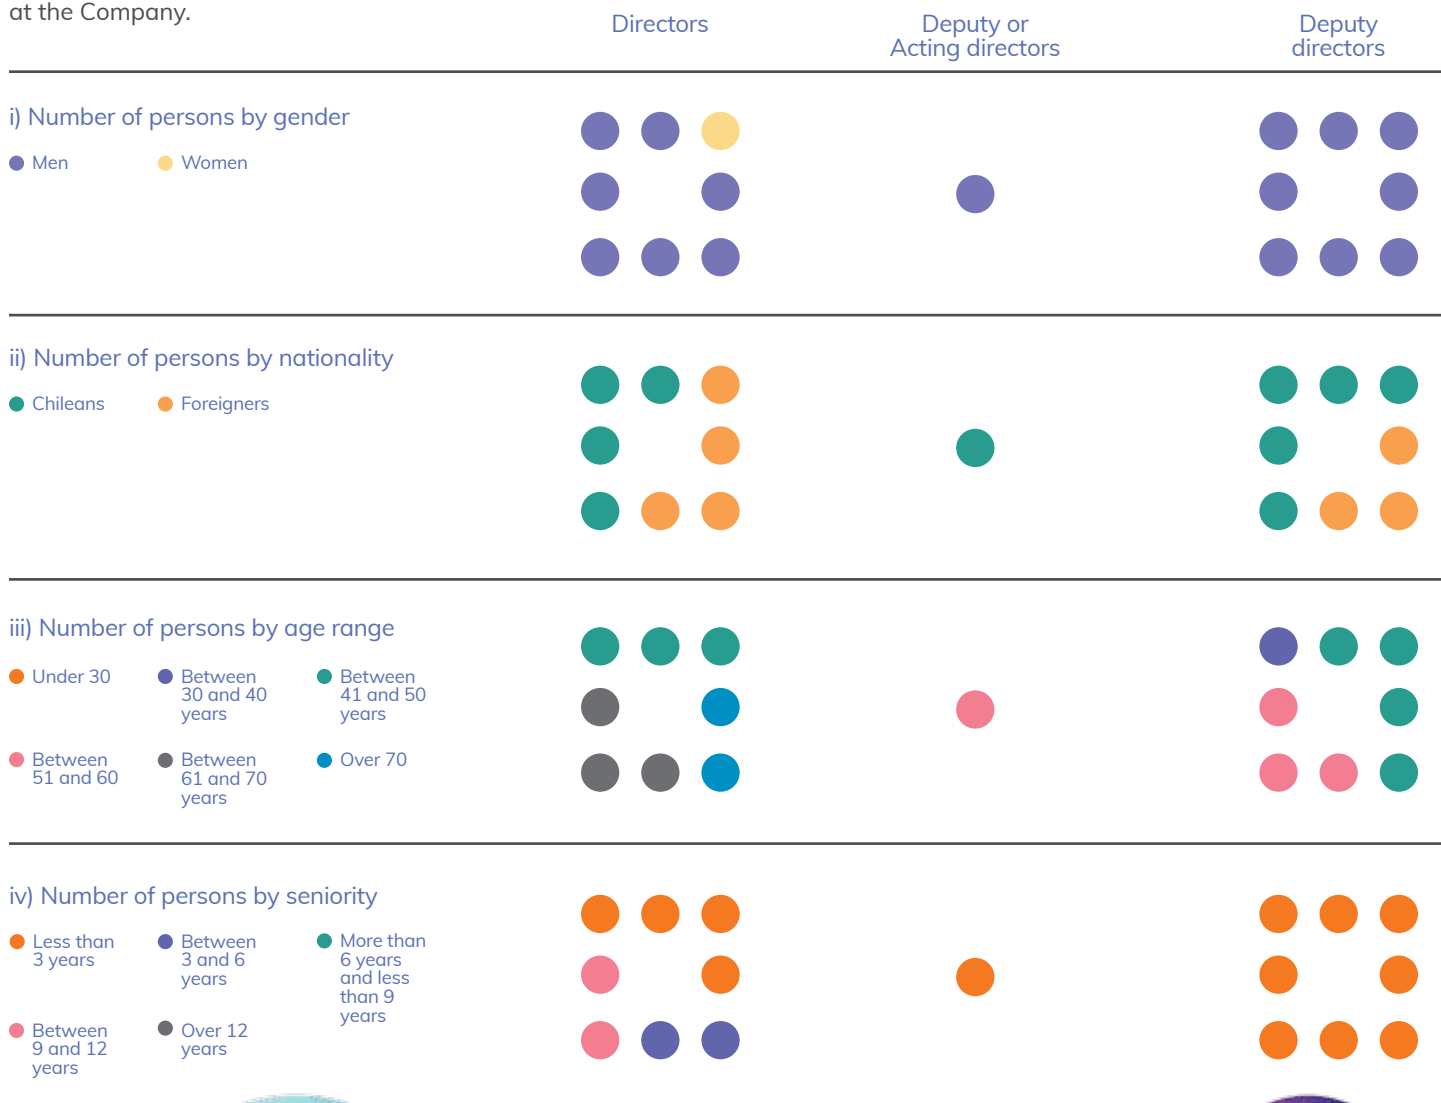 at the Company.
Directors
Deputy or
Acting directors
Deputy
directors
i) Number of persons by gender
Men
Women
ii) Number of persons by nationality
Chileans
Foreigners
iii) Number of persons by age range
Under 30
Between
30 and 40
years
Between
41 and 50
years
Between
51 and 60
Between
61 and 70
years
Over 70
iv) Number of persons by seniority
Less than
3 years
Between
3 and 6
years
More than
6 years
and less
than 9
years
Between
9 and 12
years
Over 12
years